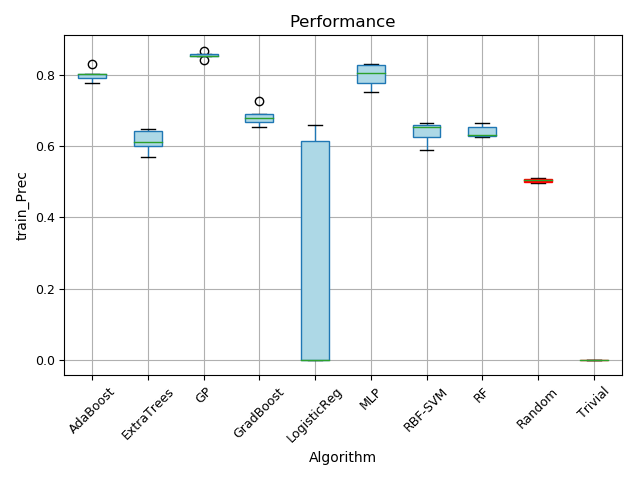 Performance
train_Prec
0.8
0.6
0.4
0.2
0.0
AdaBoost
ExtraTrees
GP
GradBoost
LogisticReg
MLP
RBF-SVM
RF
Random
Trivial
Algorithm